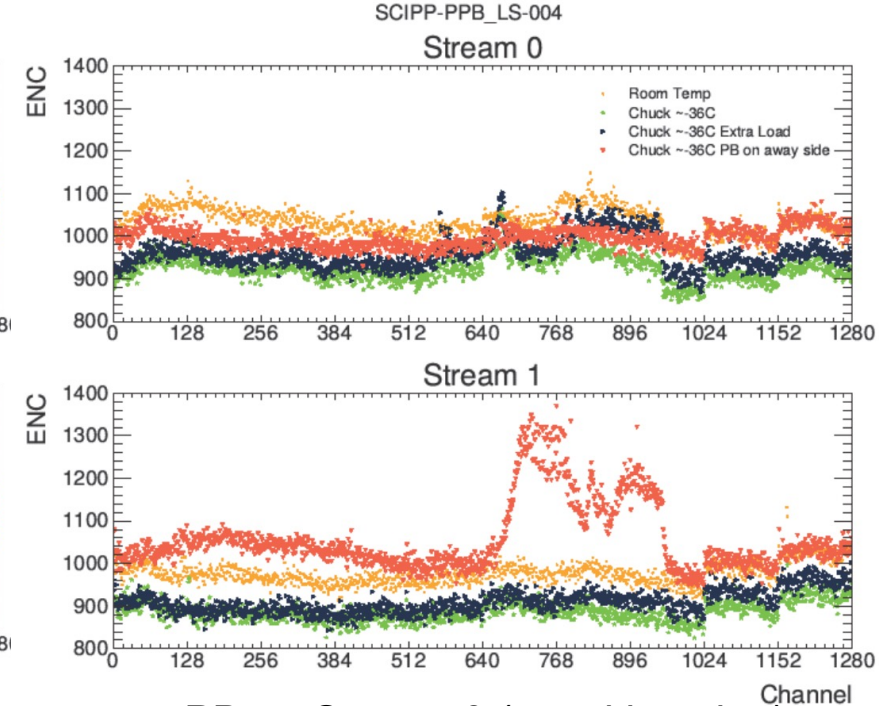 SCIPP-PPB_LS-004
Stream 0
ENC
1400
1300
1200
1100
1000
900
800
Room Temp
Chuck ~-36C
Chuck ~-36C Extra Load
Chuck ~-36C PB on away side
0 128 256 384 512 640 768 896 1024 1152 1280
Stream 1
ENC
1400
1300
1200
1100
1000
900
800
0 128 256 384 512 640 768 896 1024 1152 1280
Channel